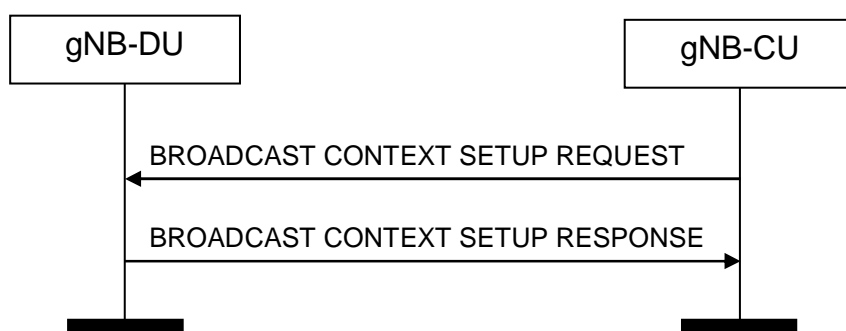 gNB-DU
gNB-CU
BROADCAST CONTEXT SETUP REQUEST
BROADCAST CONTEXT SETUP RESPONSE